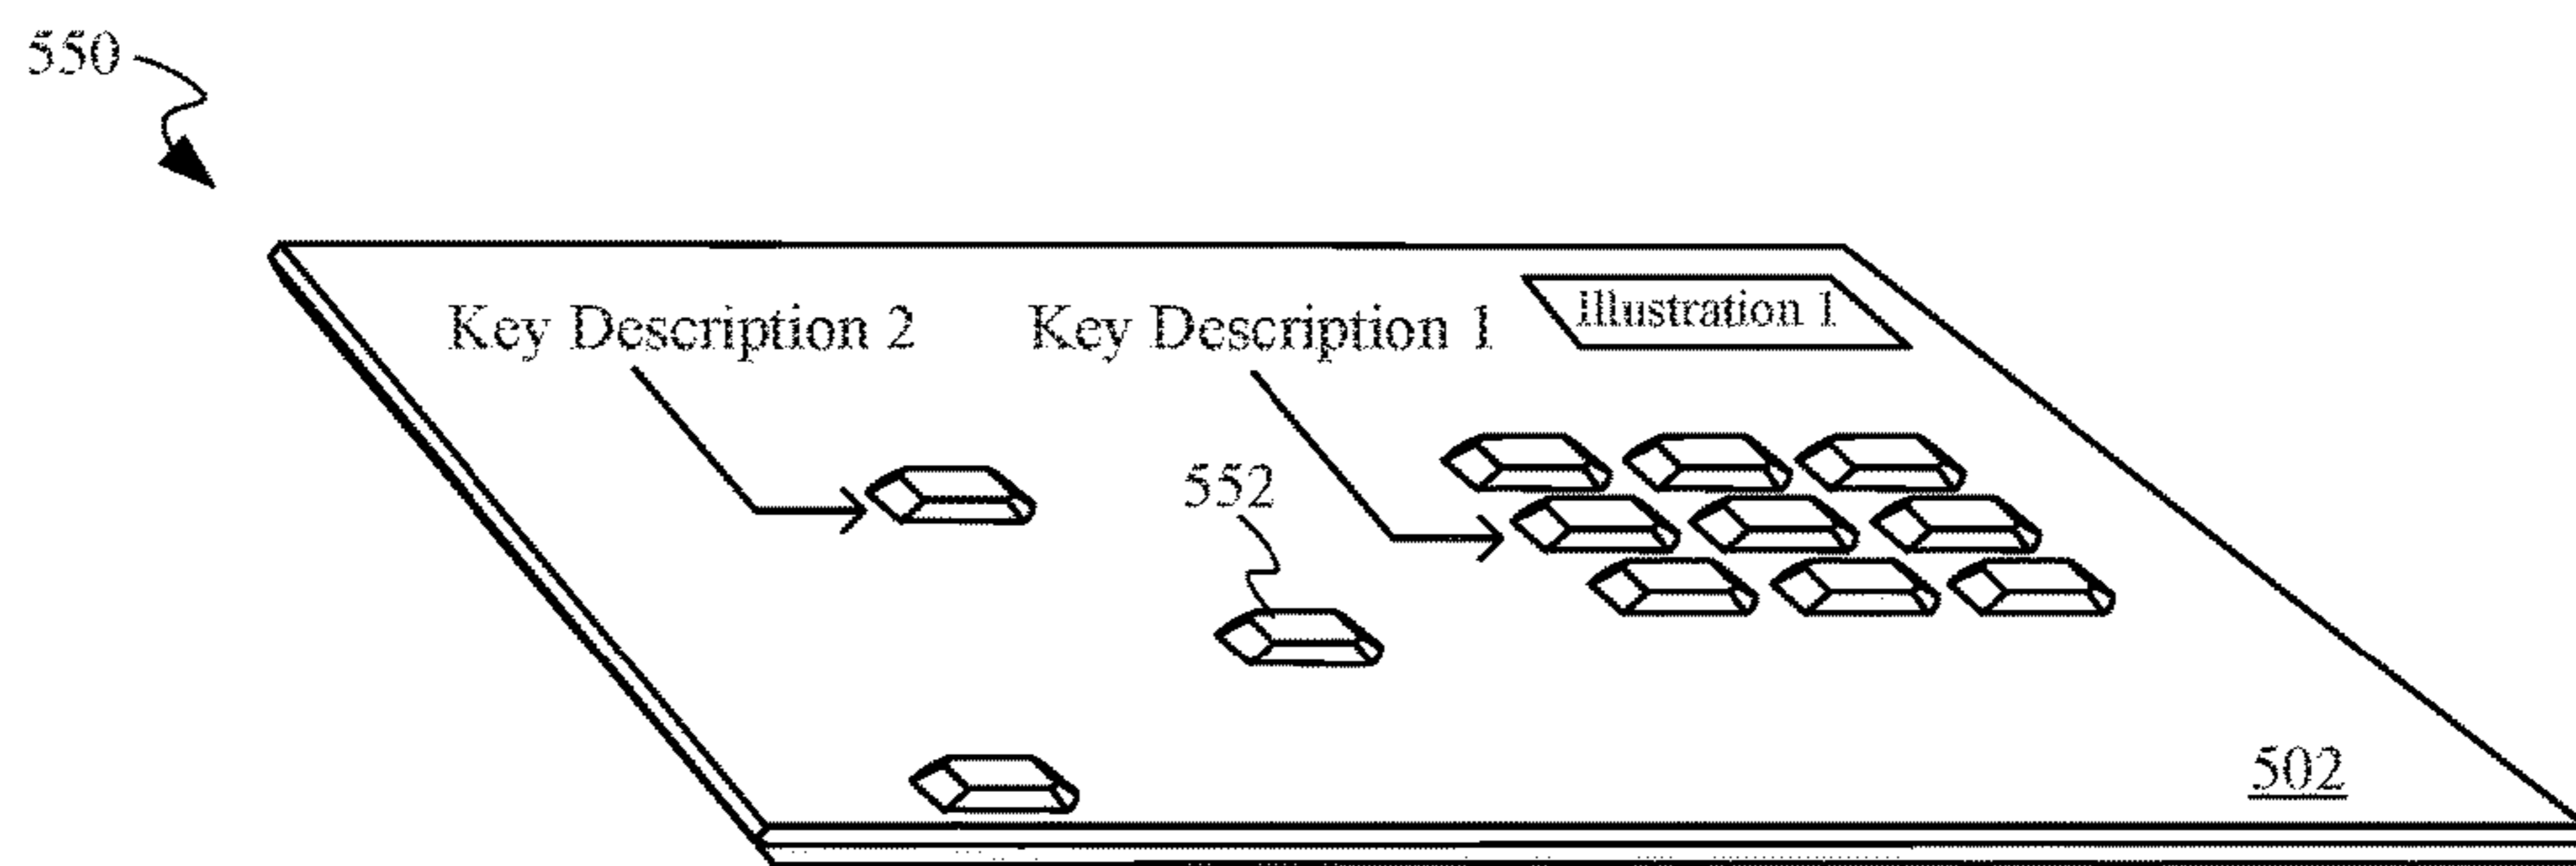 550
Illustration 1
Key Description 2
Key Description 1
552
502